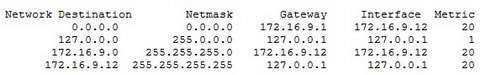 Network Destination Netmask Gateway Interface Metric
0.0.0.0 0.0.0.0 172.16.9.1 172.16.9.12 20
127.0.0.0 255.0.0.0 127.0.0.1 127.0.0.1 1
172.16.9.0 255.255.255.0 172.16.9.12 172.16.9.12 20
172.16.9.12 255.255.255.255 127.0.0.1 127.0.0.1 20